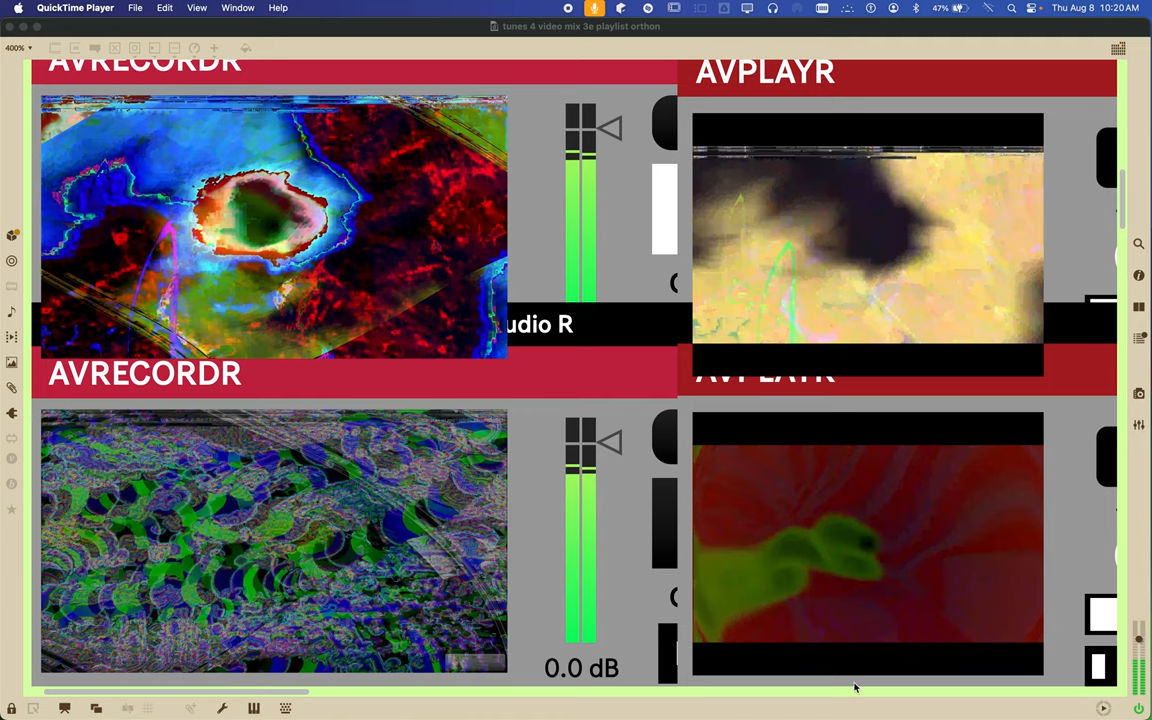 QuickTime Player File Edit View Window Help 47% Thu Aug 8 10:20 AM
tunes 4 video mix 3e playlist orthon
400%
AVRECORDR
AVPLAYR
udio R
AVRECORDR
AVPLAYR
0.0 dB